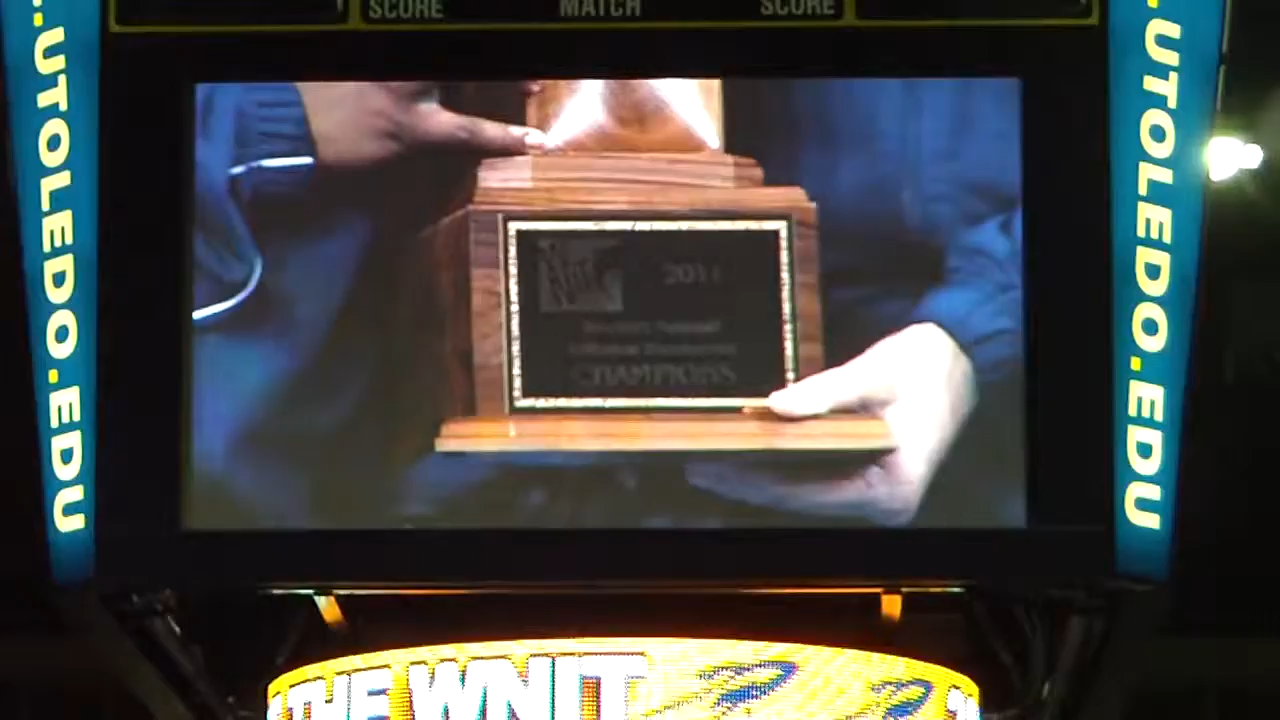 SCORE MATCH SCORE
.UTOLEDO.EDU
.UTOLEDO.EDU
2011
CHAMPIONS
THE WNIT